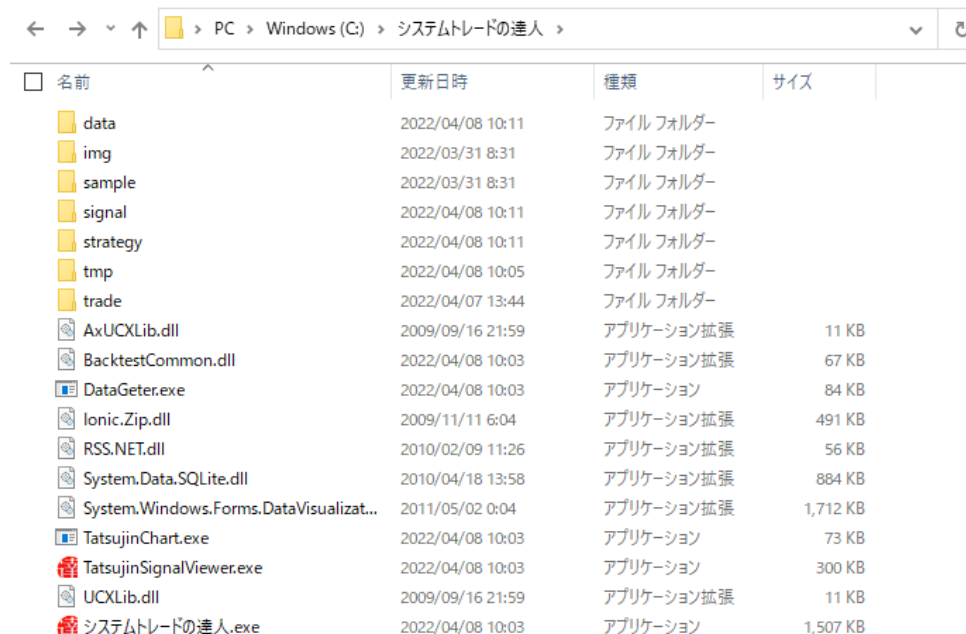 PC > Windows (C:) > システムトレードの達人 >
名前 更新日時 種類 サイズ
data 2022/04/08 10:11 ファイル フォルダー
img 2022/03/31 8:31 ファイル フォルダー
sample 2022/03/31 8:31 ファイル フォルダー
signal 2022/04/08 10:11 ファイル フォルダー
strategy 2022/04/08 10:11 ファイル フォルダー
tmp 2022/04/08 10:05 ファイル フォルダー
trade 2022/04/07 13:44 ファイル フォルダー
AxUCXLib.dll 2009/09/16 21:59 アプリケーション拡張 11 KB
BacktestCommon.dll 2022/04/08 10:03 アプリケーション拡張 67 KB
DataGeter.exe 2022/04/08 10:03 アプリケーション 84 KB
Ionic.Zip.dll 2009/11/11 6:04 アプリケーション拡張 491 KB
RSS.NET.dll 2010/02/09 11:26 アプリケーション拡張 56 KB
System.Data.SQLite.dll 2010/04/18 13:58 アプリケーション拡張 884 KB
System.Windows.Forms.DataVisualizat... 2011/05/02 0:04 アプリケーション拡張 1,712 KB
TatsujinChart.exe 2022/04/08 10:03 アプリケーション 73 KB
TatsujinSignalViewer.exe 2022/04/08 10:03 アプリケーション 300 KB
UCXLib.dll 2009/09/16 21:59 アプリケーション拡張 11 KB
システムトレードの達人.exe 2022/04/08 10:03 アプリケーション 1,507 KB